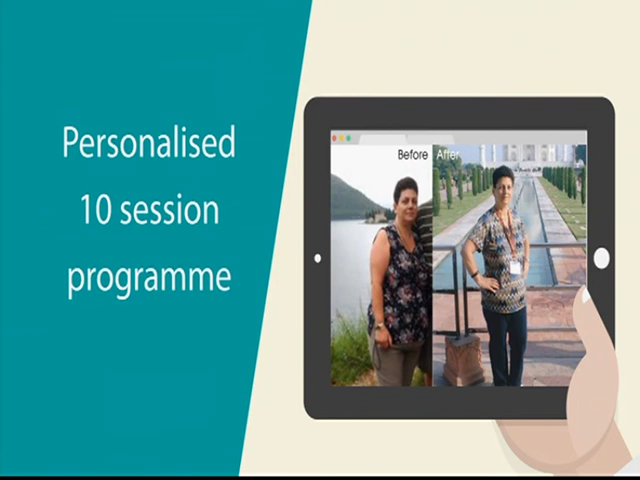 Personalised
10 session
programme
Before
After